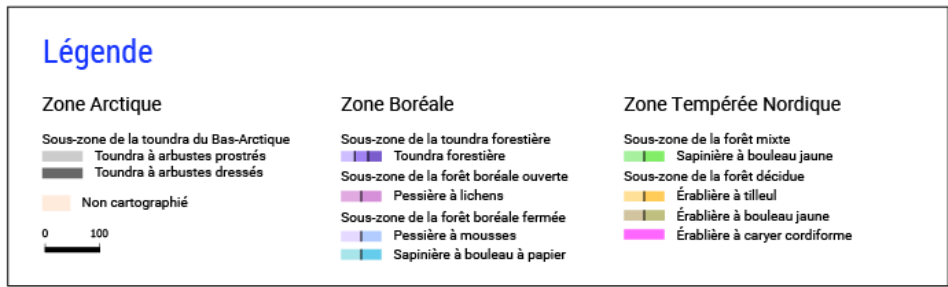 Légende
Zone Arctique
Sous-zone de la toundra du Bas-Arctique
Toundra à arbustes prostrés
Toundra à arbustes dressés
Non cartographié
0 100
Zone Boréale
Sous-zone de la toundra forestière
Toundra forestière
Sous-zone de la forêt boréale ouverte
Pessière à lichens
Sous-zone de la forêt boréale fermée
Pessière à mousses
Sapinière à bouleau à papier
Zone Tempérée Nordique
Sous-zone de la forêt mixte
Sapinière à bouleau jaune
Sous-zone de la forêt décidue
Érablière à tilleul
Érablière à bouleau jaune
Érablière à caryer cordiforme